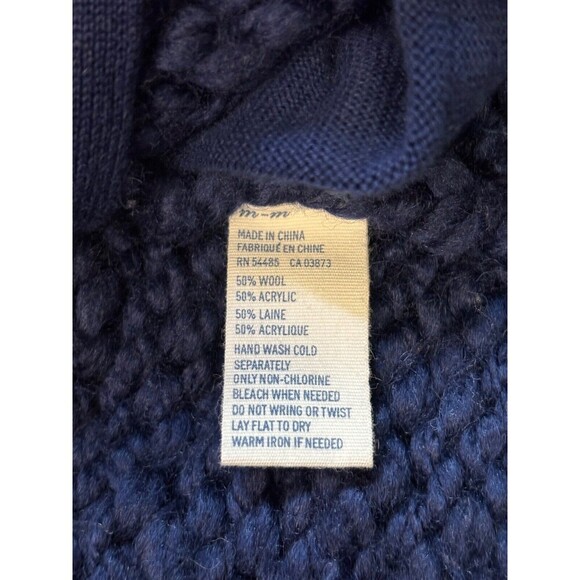 m-m
MADE IN CHINA
FABRIQUÉ EN CHINE
RN 54485 CA 03873
50% WOOL
50% ACRYLIC
50% LAINE
50% ACRYLIQUE
HAND WASH COLD
SEPARATELY
ONLY NON-CHLORINE
BLEACH WHEN NEEDED
DO NOT WRING OR TWIST
LAY FLAT TO DRY
WARM IRON IF NEEDED